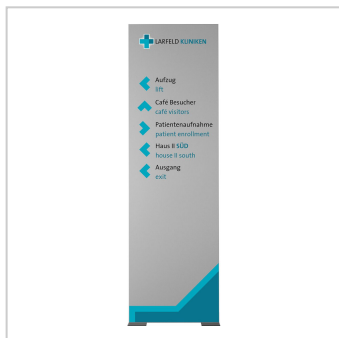 LARFELD KLINIKEN
Aufzug
lift
Café Besucher
café visitors
Patientenaufnahme
patient enrollment
Haus II SÜD
house II south
Ausgang
exit